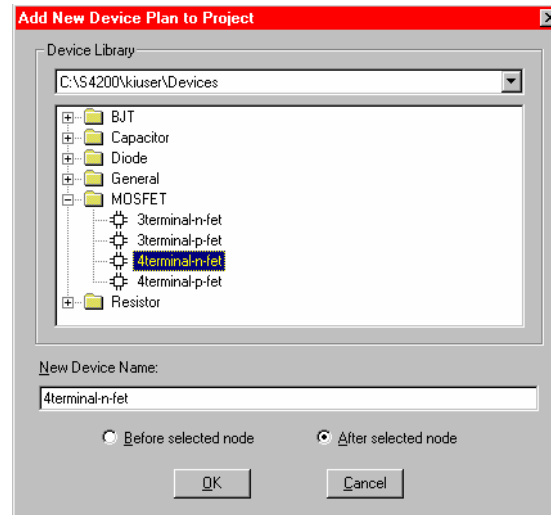 Add New Device Plan to Project
Device Library
C:\S4200\kiuser\Devices
BJT
Capacitor
Diode
General
MOSFET
3terminal-n-fet
3terminal-p-fet
4terminal-n-fet
4terminal-p-fet
Resistor
New Device Name:
4terminal-n-fet
Before selected node
After selected node
OK
Cancel